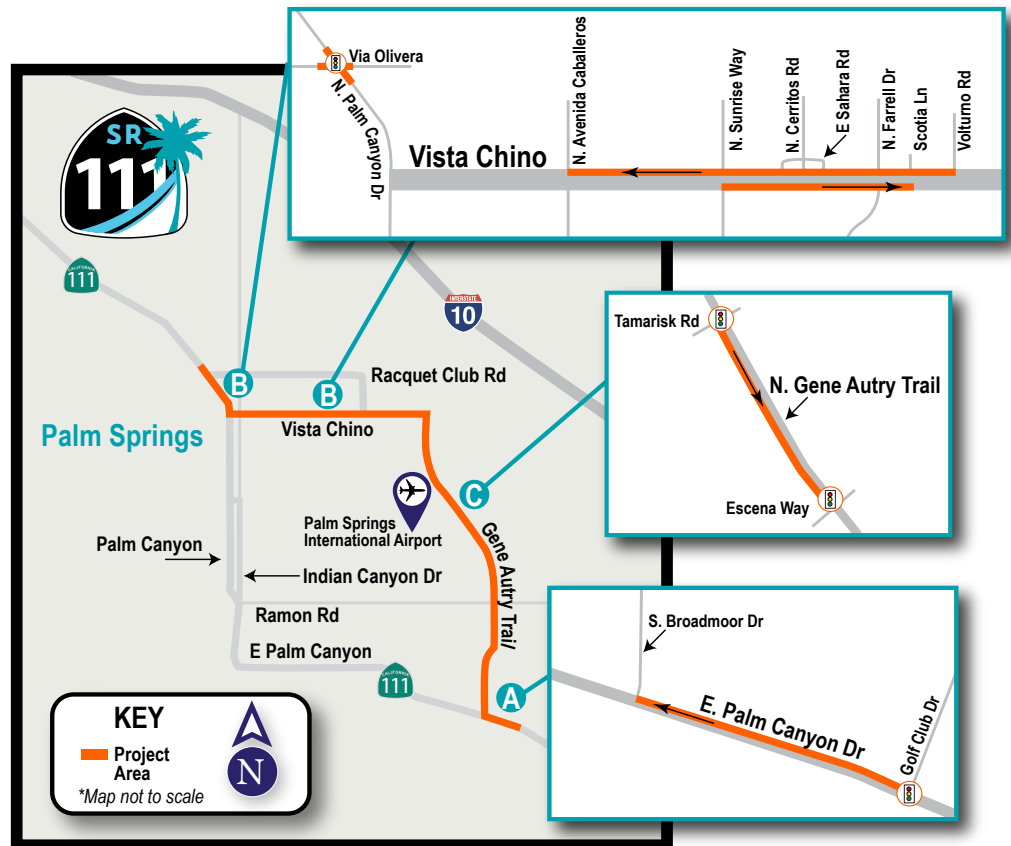 SR
111
CALIFORNIA
111
INTERSTATE
10
B
B
Racquet Club Rd
Vista Chino
Palm Springs
C
Palm Springs
International Airport
Gene Autry Trail/
Palm Canyon
Indian Canyon Dr
Ramon Rd
E Palm Canyon
CALIFORNIA
111
A
KEY
Project
Area
*Map not to scale
N
Via Olivera
N. Palm Canyon Dr
Vista Chino
N. Avenida Caballeros
N. Sunrise Way
N. Cerritos Rd
E Sahara Rd
N. Farrell Dr
Scotia Ln
Volturno Rd
Tamarisk Rd
N. Gene Autry Trail
Escena Way
S. Broadmoor Dr
E. Palm Canyon Dr
Golf Club Dr